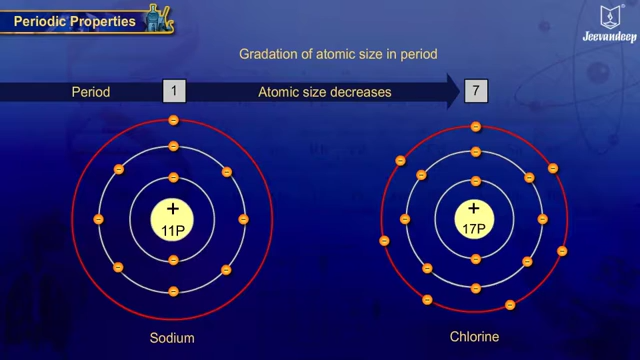 Periodic Properties
Jeevandeep
Gradation of atomic size in period
Period 1 Atomic size decreases 7
+ +
11P 17P
Sodium Chlorine